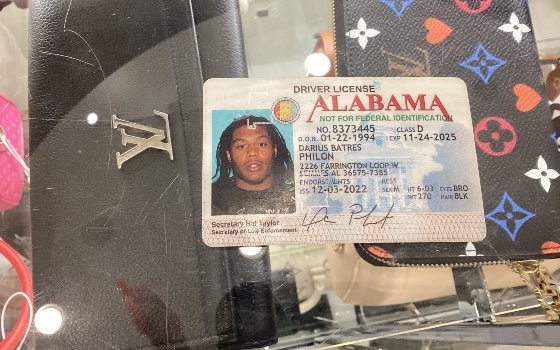 DRIVER LICENSE
ALABAMA
NOT FOR FEDERAL IDENTIFICATION
NO. 8373445 CLASS D
D.O.B. 01-22-1994 EXP 11-24-2025
DARIUS BATRES
PHILON
2226 FARRINGTON LOOP W
SEMMES AL 36575-7385
ENDORSEMENTS REST
ISS 12-03-2022 SEX M HT 6-03 EYES BRO
WT 270 HAIR BLK
Secretary Hal Taylor
Secretary of Law Enforcement
LV